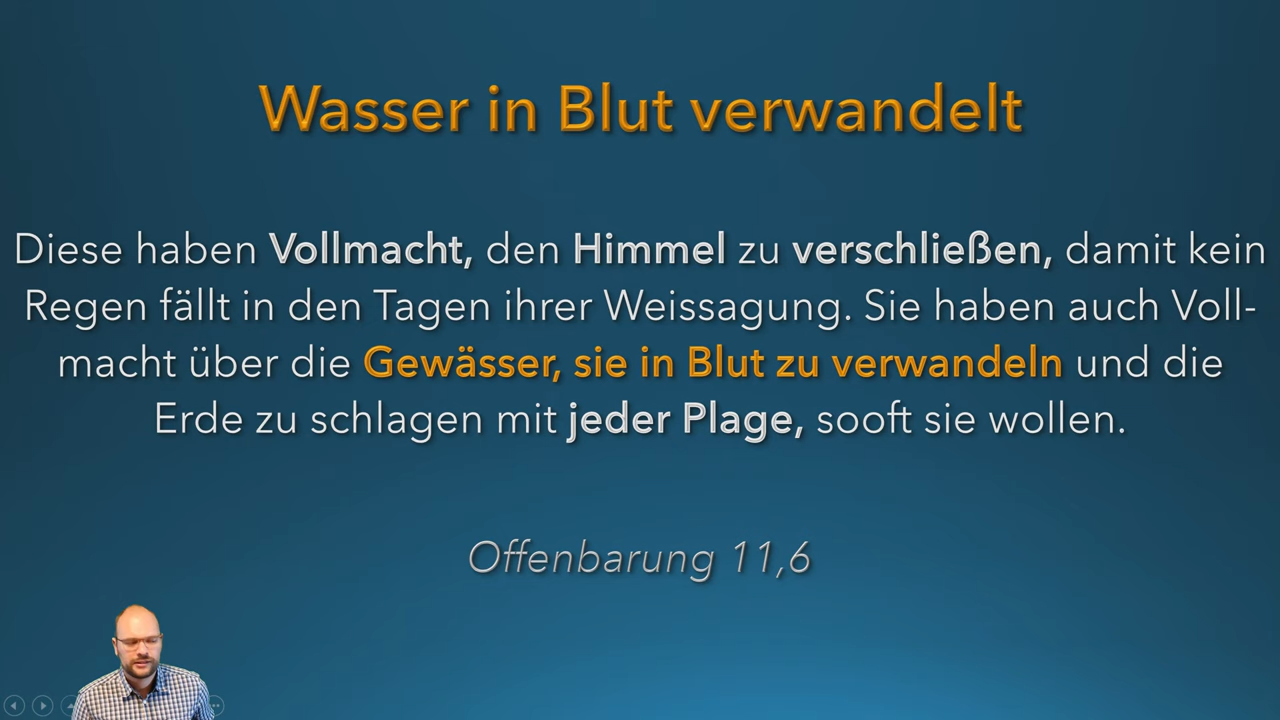 Wasser in Blut verwandelt
Diese haben Vollmacht, den Himmel zu verschließen, damit kein
Regen fällt in den Tagen ihrer Weissagung. Sie haben auch Voll-
macht über die Gewässer, sie in Blut zu verwandeln und die
Erde zu schlagen mit jeder Plage, sooft sie wollen.
Offenbarung 11,6